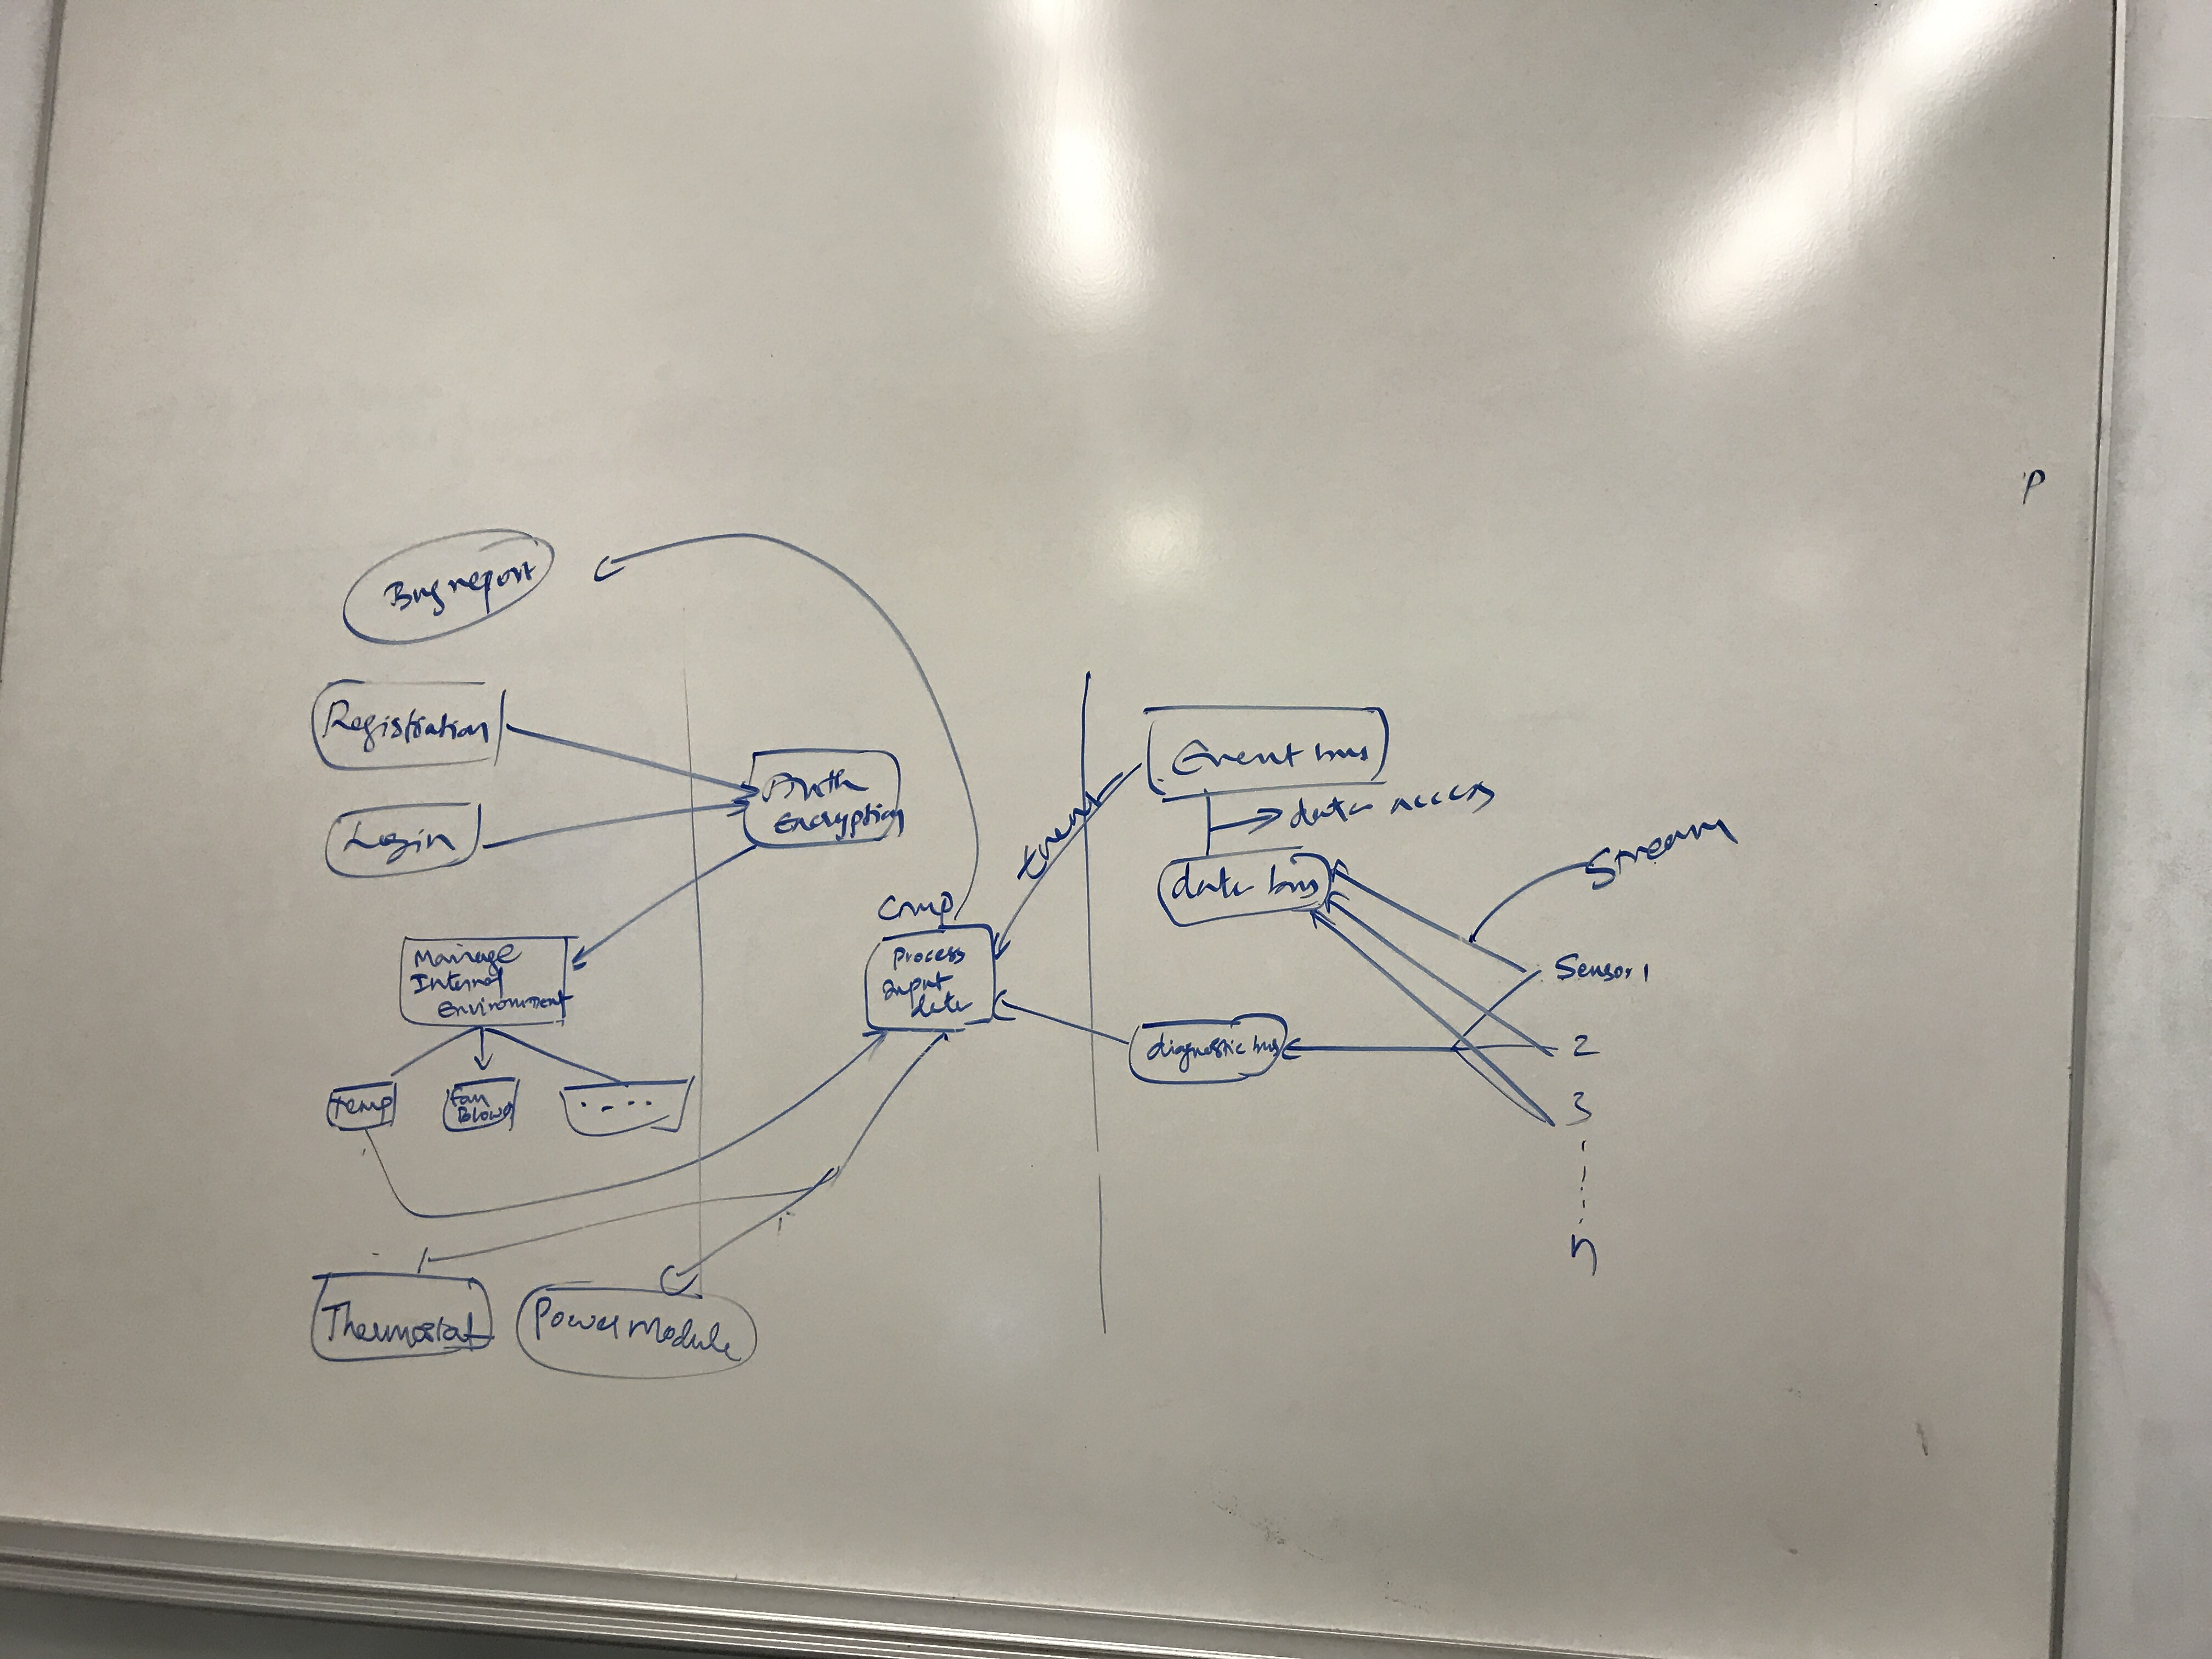 P
Bug report
Registration
Login
Auth
Encryption
Manage
Internal
Environment
temp
fan
Blower
. - . .
Thermostat
Power Module
Comp
Process
Input
data
Event
Event bus
data access
data bus
diagnostic bus
Stream
Sensor 1
2
3
n